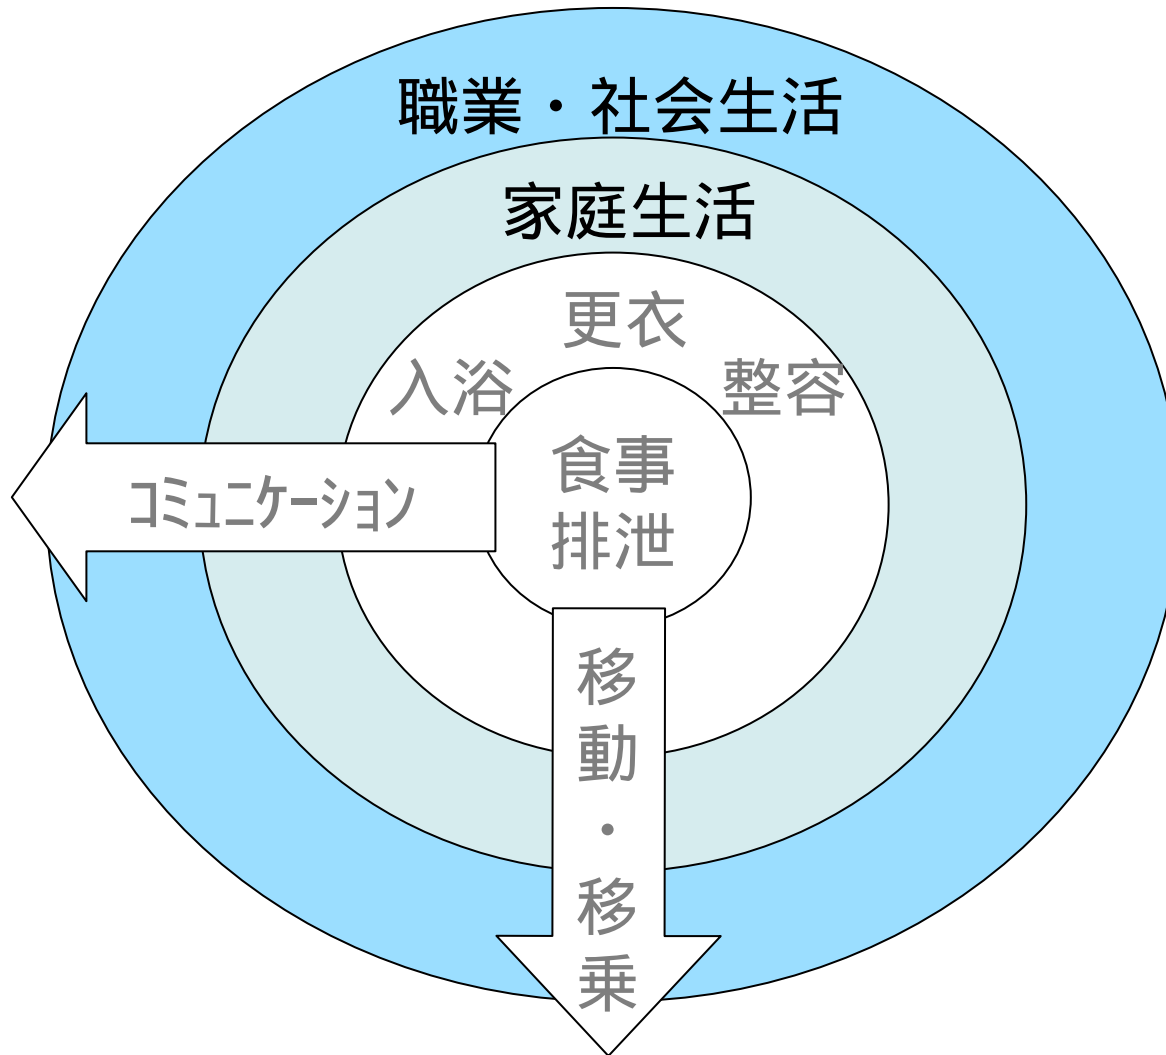 職業・社会生活
家庭生活
更衣
入浴
整容
食事
排泄
コミュニケーション
移動・移乗